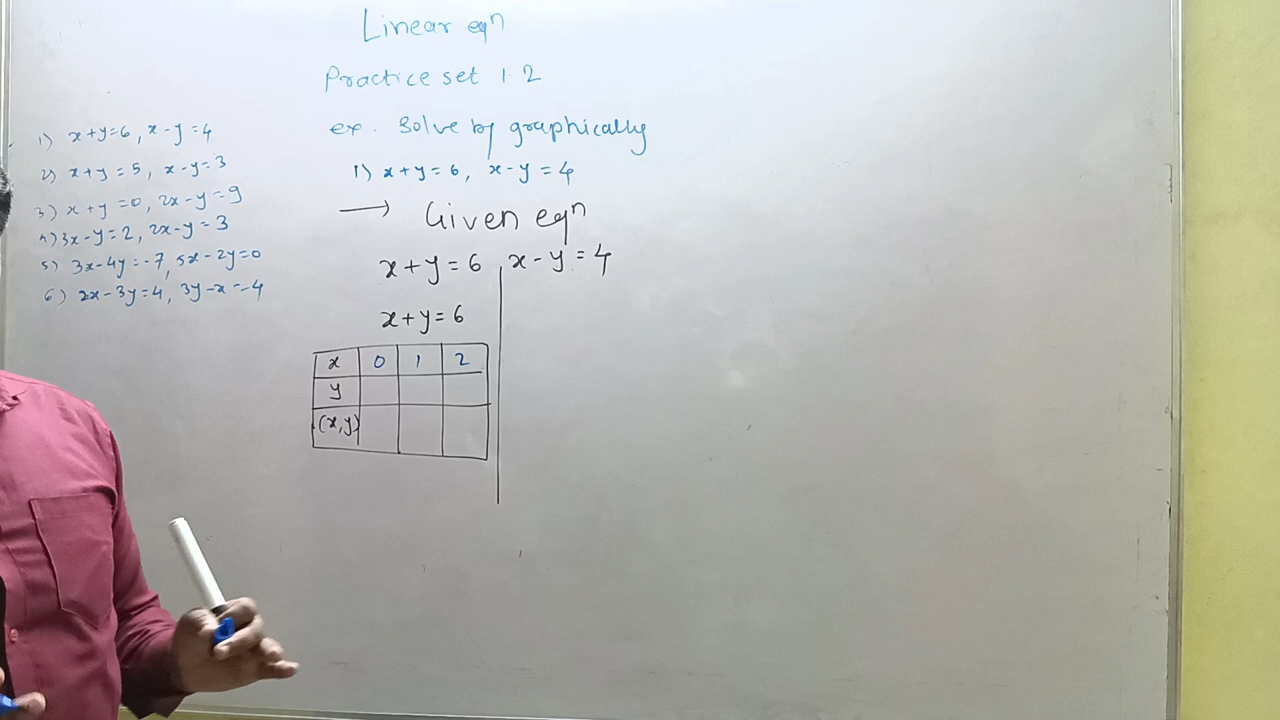 Linear eqn
Practice set 1.2
ex. Solve by graphically
1) x+y=6, x-y=4
→ Given eqn
x+y=6 x-y=4
x+y=6
x 0 1 2
y
(x,y)
1) x+y=6, x-y=4
2) x+y=5, x-y=3
3) x+y=0, 2x-y=9
4) 3x-y=2, 2x-y=3
5) 3x-4y=-7, 5x-2y=0
6) 2x-3y=4, 3y-x=-4